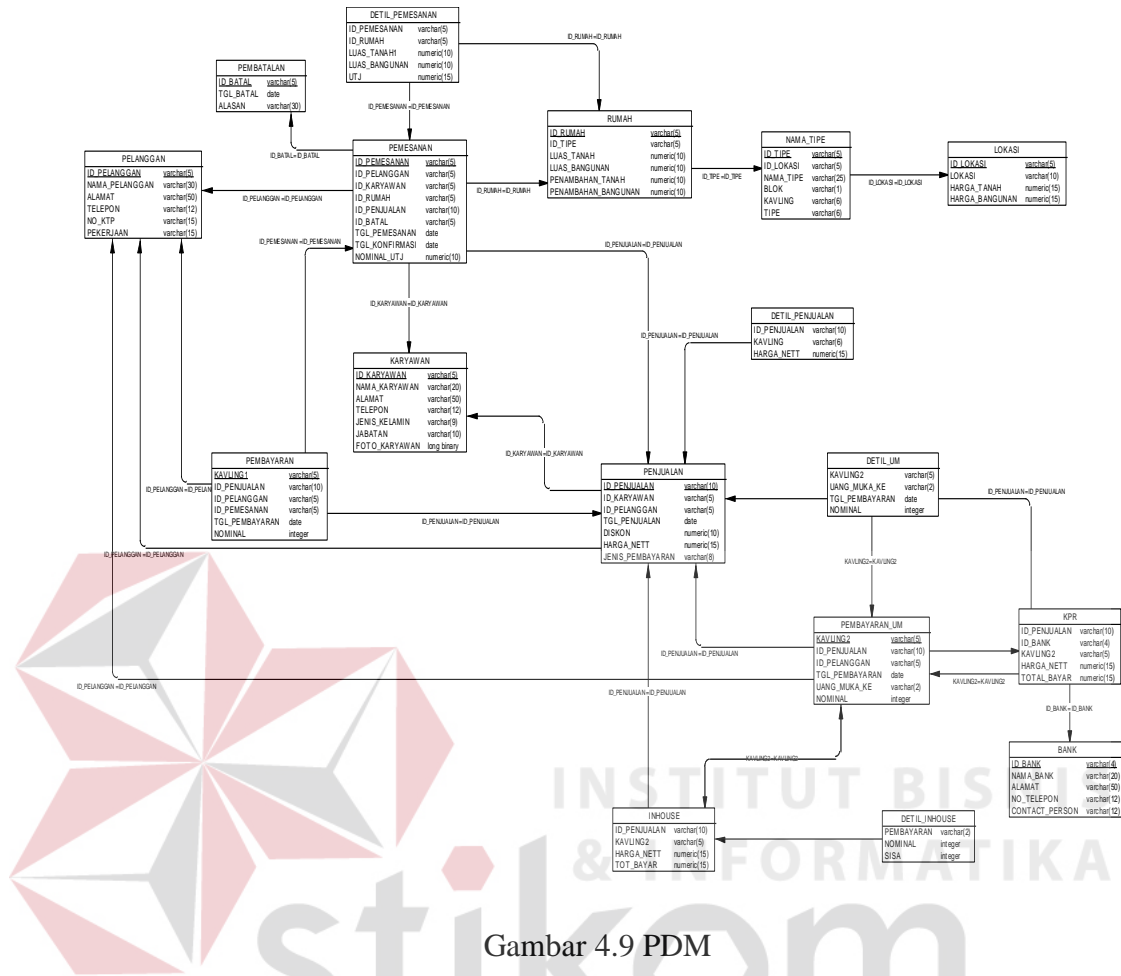 DETIL_PEMESANAN
ID_PEMESANAN varchar(5)
ID_RUMAH varchar(5)
LUAS_TANAH1 numeric(10)
LUAS_BANGUNAN numeric(10)
UTJ numeric(15)
ID_RUMAH = ID_RUMAH
PEMBATALAN
ID_BATAL varchar(5)
TGL_BATAL date
ALASAN varchar(30)
ID_PEMESANAN = ID_PEMESANAN
ID_BATAL = ID_BATAL
RUMAH
ID_RUMAH varchar(5)
ID_TIPE varchar(5)
LUAS_TANAH numeric(10)
LUAS_BANGUNAN numeric(10)
PENAMBAHAN_TANAH numeric(10)
PENAMBAHAN_BANGUNAN numeric(10)
NAMA_TIPE
ID_TIPE varchar(5)
ID_LOKASI varchar(5)
NAMA_TIPE varchar(25)
BLOK varchar(1)
KAVLING varchar(6)
TIPE varchar(6)
LOKASI
ID_LOKASI varchar(5)
LOKASI varchar(10)
HARGA_TANAH numeric(15)
HARGA_BANGUNAN numeric(15)
PELANGGAN
ID_PELANGGAN varchar(5)
NAMA_PELANGGAN varchar(30)
ALAMAT varchar(50)
TELEPON varchar(12)
NO_KTP varchar(15)
PEKERJAAN varchar(15)
PEMESANAN
ID_PEMESANAN varchar(5)
ID_PELANGGAN varchar(5)
ID_KARYAWAN varchar(5)
ID_RUMAH varchar(5)
ID_PENJUALAN varchar(10)
ID_BATAL varchar(5)
TGL_PEMESANAN date
TGL_KONFIRMASI date
NOMINAL_UTJ numeric(10)
ID_PELANGGAN = ID_PELANGGAN
ID_RUMAH = ID_RUMAH
ID_TIPE = ID_TIPE
ID_LOKASI = ID_LOKASI
ID_PEMESANAN = ID_PEMESANAN
ID_PENJUALAN = ID_PENJUALAN
ID_KARYAWAN = ID_KARYAWAN
DETIL_PENJUALAN
ID_PENJUALAN varchar(10)
KAVLING varchar(6)
HARGA_NETT numeric(15)
ID_PENJUALAN = ID_PENJUALAN
KARYAWAN
ID_KARYAWAN varchar(5)
NAMA_KARYAWAN varchar(20)
ALAMAT varchar(50)
TELEPON varchar(12)
JENIS_KELAMIN varchar(9)
JABATAN varchar(10)
FOTO_KARYAWAN long binary
ID_KARYAWAN = ID_KARYAWAN
PEMBAYARAN
KAVLING1 varchar(5)
ID_PENJUALAN varchar(10)
ID_PELANGGAN varchar(5)
ID_PEMESANAN varchar(5)
TGL_PEMBAYARAN date
NOMINAL integer
ID_PELANGGAN = ID_PELAN
PENJUALAN
ID_PENJUALAN varchar(10)
ID_KARYAWAN varchar(5)
ID_PELANGGAN varchar(5)
TGL_PENJUALAN date
DISKON numeric(10)
HARGA_NETT numeric(15)
JENIS_PEMBAYARAN varchar(8)
DETIL_UM
KAVLING2 varchar(5)
UANG_MUKA_KE varchar(2)
TGL_PEMBAYARAN date
NOMINAL integer
ID_PENJUALAN = ID_PENJUALAN
ID_PENJUALAN = ID_PENJUALAN
ID_PELANGGAN = ID_PELANGGAN
KAVLING2 = KAVLING2
PEMBAYARAN_UM
KAVLING2 varchar(5)
ID_PENJUALAN varchar(10)
ID_PELANGGAN varchar(5)
TGL_PEMBAYARAN date
UANG_MUKA_KE varchar(2)
NOMINAL integer
KPR
ID_PENJUALAN varchar(10)
ID_BANK varchar(4)
KAVLING2 varchar(5)
HARGA_NETT numeric(15)
TOTAL_BAYAR numeric(15)
ID_PENJUALAN = ID_PENJUALAN
ID_PELANGGAN = ID_PELANGGAN
ID_PENJUALAN = ID_PENJUALAN
KAVLING2 = KAVLING2
ID_BANK = ID_BANK
KAVLING2 = KAVLING2
BANK
ID_BANK varchar(4)
NAMA_BANK varchar(20)
ALAMAT varchar(50)
NO_TELEPON varchar(12)
CONTACT_PERSON varchar(12)
INHOUSE
ID_PENJUALAN varchar(10)
KAVLING2 varchar(5)
HARGA_NETT numeric(15)
TOT_BAYAR numeric(15)
DETIL_INHOUSE
PEMBAYARAN varchar(2)
NOMINAL integer
SISA integer
INSTITUT BISNIS
& INFORMATIKA
stikom
Gambar 4.9 PDM